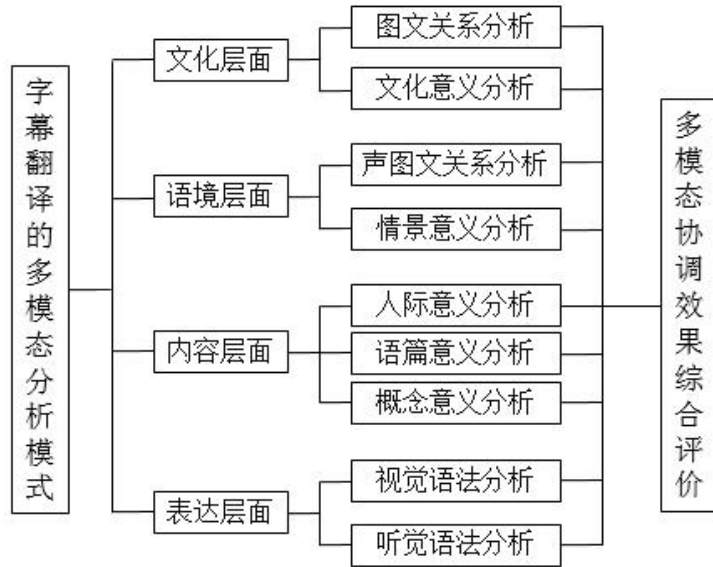 字幕翻译的多模态分析模式
文化层面
图文关系分析
文化意义分析
语境层面
声图文关系分析
情景意义分析
内容层面
人际意义分析
语篇意义分析
概念意义分析
表达层面
视觉语法分析
听觉语法分析
多模态协调效果综合评价